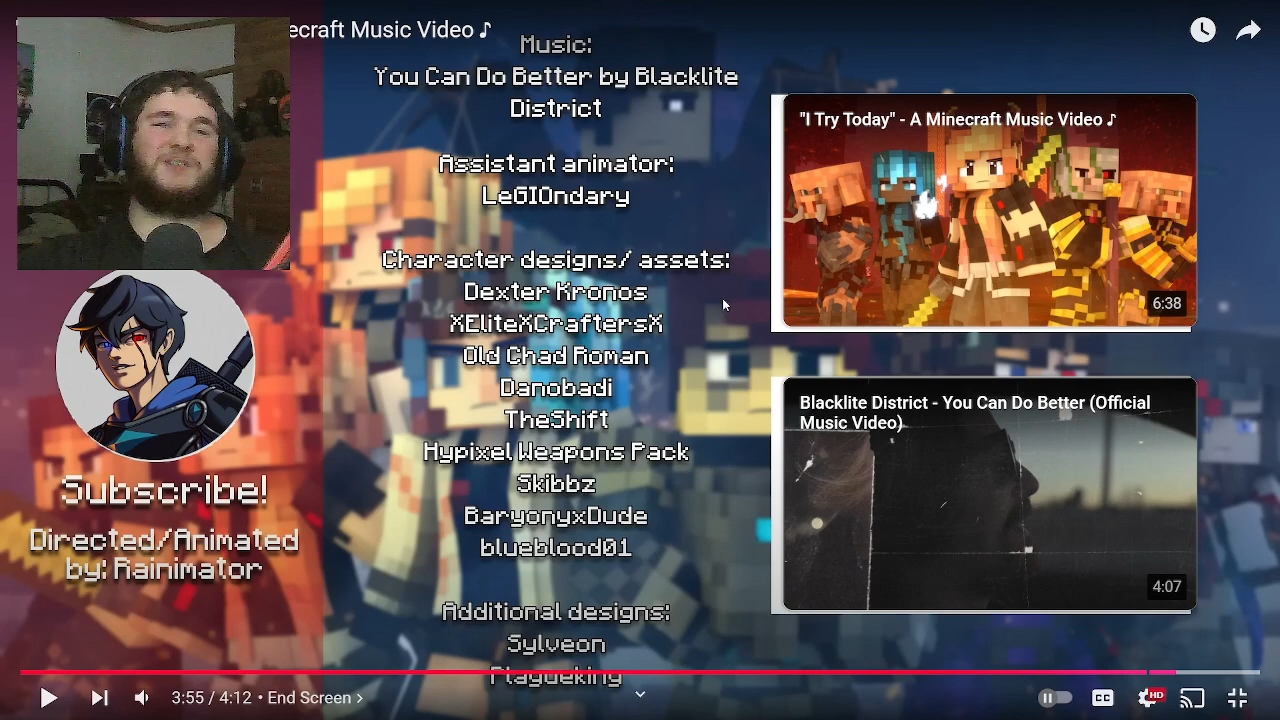 ecraft Music Video ♪
Music:
You Can Do Better by Blacklite
District
Assistant animator:
LeGIOndary
Character designs/ assets:
Dexter Kronos
XEliteXCraftersX
Old Chad Roman
Danobadi
TheShift
Hypixel Weapons Pack
Skibbz
BaryonyxDude
blueblood01
Additional designs:
Sylveon
Playdeking
Subscribe!
Directed/Animated
by: Rainimator
"I Try Today" - A Minecraft Music Video ♪
6:38
Blacklite District - You Can Do Better (Official
Music Video)
4:07
3:55 / 4:12 • End Screen >
CC
HD